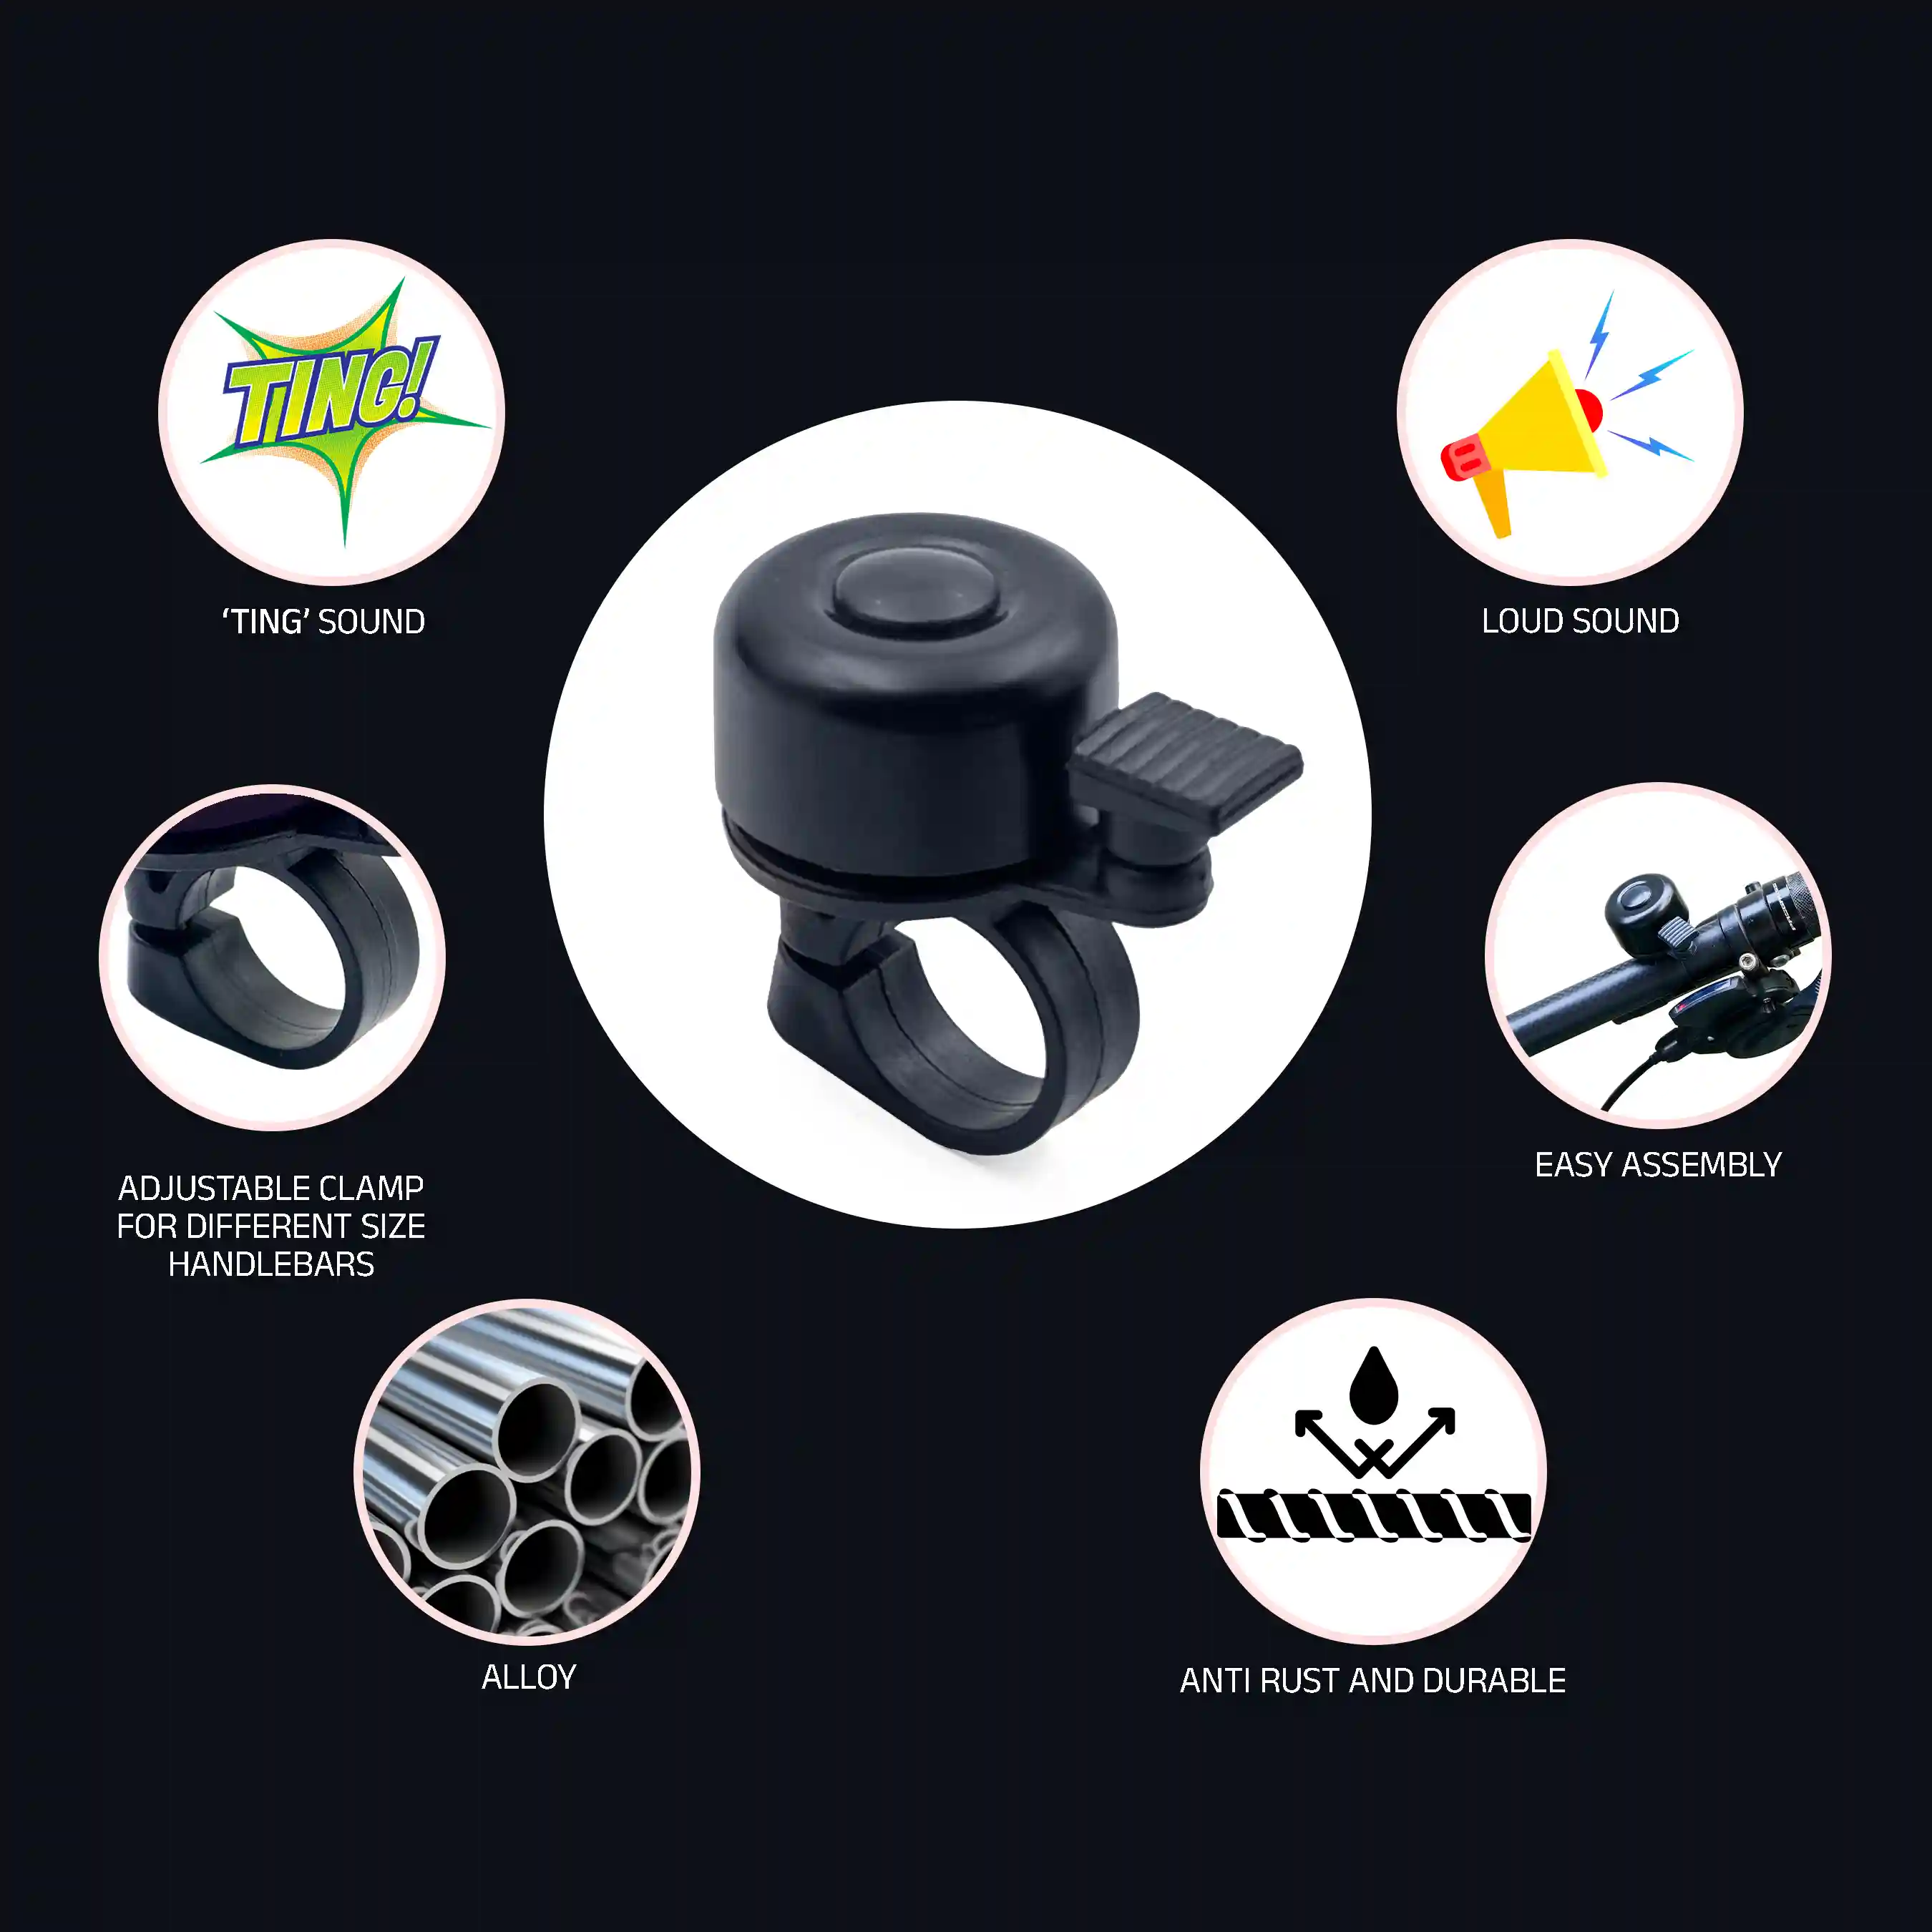 TING!
‘TING’ SOUND
LOUD SOUND
ADJUSTABLE CLAMP
FOR DIFFERENT SIZE
HANDLEBARS
EASY ASSEMBLY
ALLOY
ANTI RUST AND DURABLE